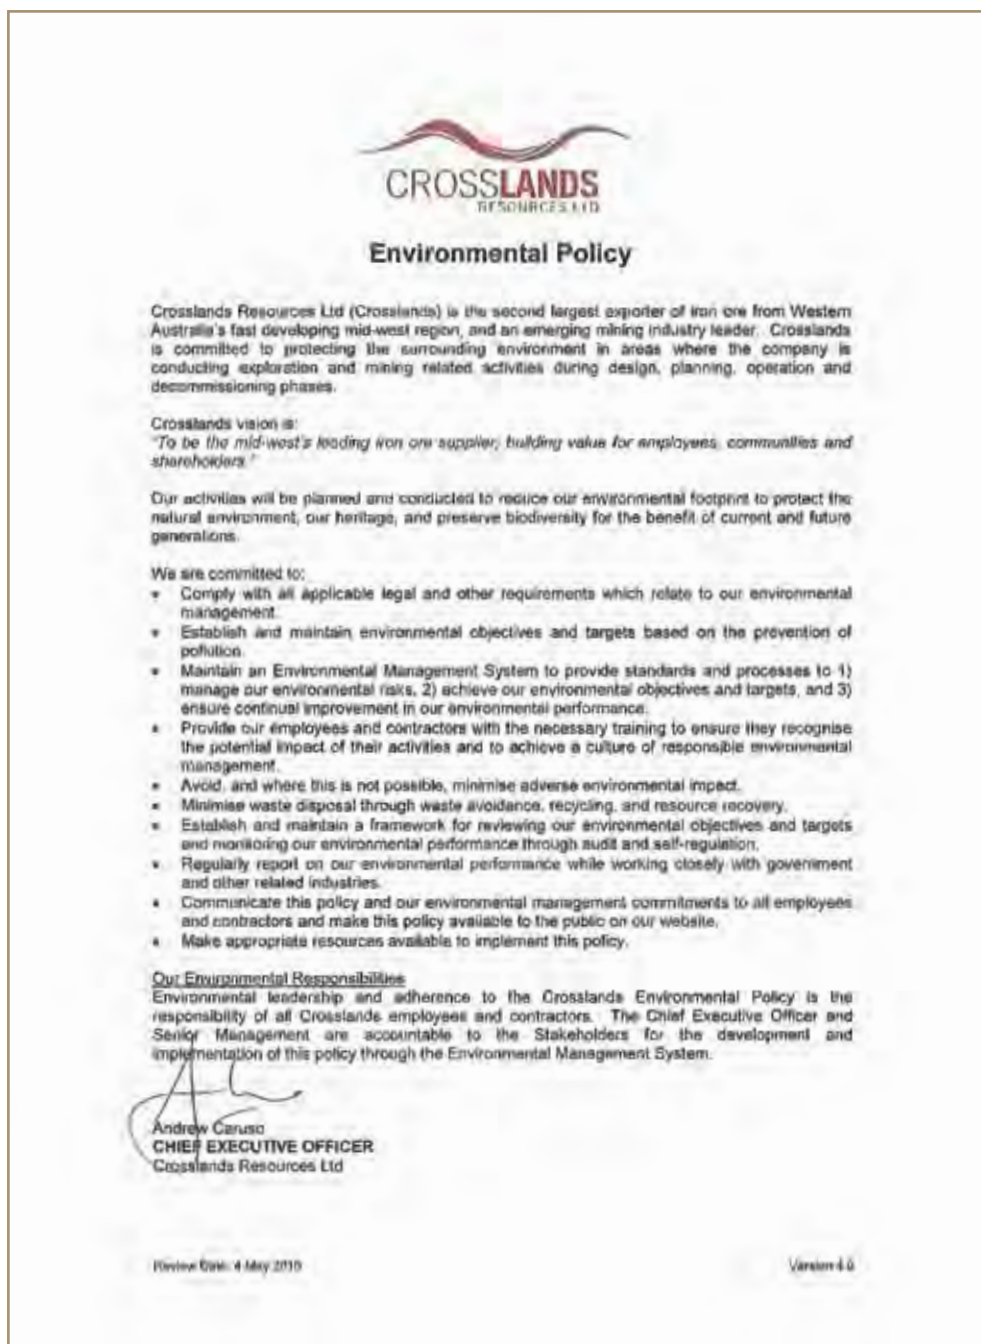 CROSSLANDS
RESOURCES LTD
Environmental Policy
Crosslands Resources Ltd (Crosslands) is the second largest exporter of iron ore from Western
Australia's fast developing mid-west region, and an emerging mining industry leader. Crosslands
is committed to protecting the surrounding environment in areas where the company is
conducting exploration and mining related activities during design, planning, operation and
decommissioning phases.
Crosslands vision is:
"To be the mid-west's leading iron ore supplier; building value for employees, communities and
shareholders."
Our activities will be planned and conducted to reduce our environmental footprint to protect the
natural environment, our heritage, and preserve biodiversity for the benefit of current and future
generations.
We are committed to:
• Comply with all applicable legal and other requirements which relate to our environmental
management.
• Establish and maintain environmental objectives and targets based on the prevention of
pollution.
• Maintain an Environmental Management System to provide standards and processes to 1)
manage our environmental risks, 2) achieve our environmental objectives and targets, and 3)
ensure continual improvement in our environmental performance.
• Provide our employees and contractors with the necessary training to ensure they recognise
the potential impact of their activities and to achieve a culture of responsible environmental
management.
• Avoid, and where this is not possible, minimise adverse environmental impact.
• Minimise waste disposal through waste avoidance, recycling, and resource recovery.
• Establish and maintain a framework for reviewing our environmental objectives and targets
and monitoring our environmental performance through audit and self-regulation.
• Regularly report on our environmental performance while working closely with government
and other related industries.
• Communicate this policy and our environmental management commitments to all employees
and contractors and make this policy available to the public on our website.
• Make appropriate resources available to implement this policy.
Our Environmental Responsibilities
Environmental leadership and adherence to the Crosslands Environmental Policy is the
responsibility of all Crosslands employees and contractors. The Chief Executive Officer and
Senior Management are accountable to the Stakeholders for the development and
implementation of this policy through the Environmental Management System.
Andrew Caruso
CHIEF EXECUTIVE OFFICER
Crosslands Resources Ltd
Review Date: 4 May 2010
Version